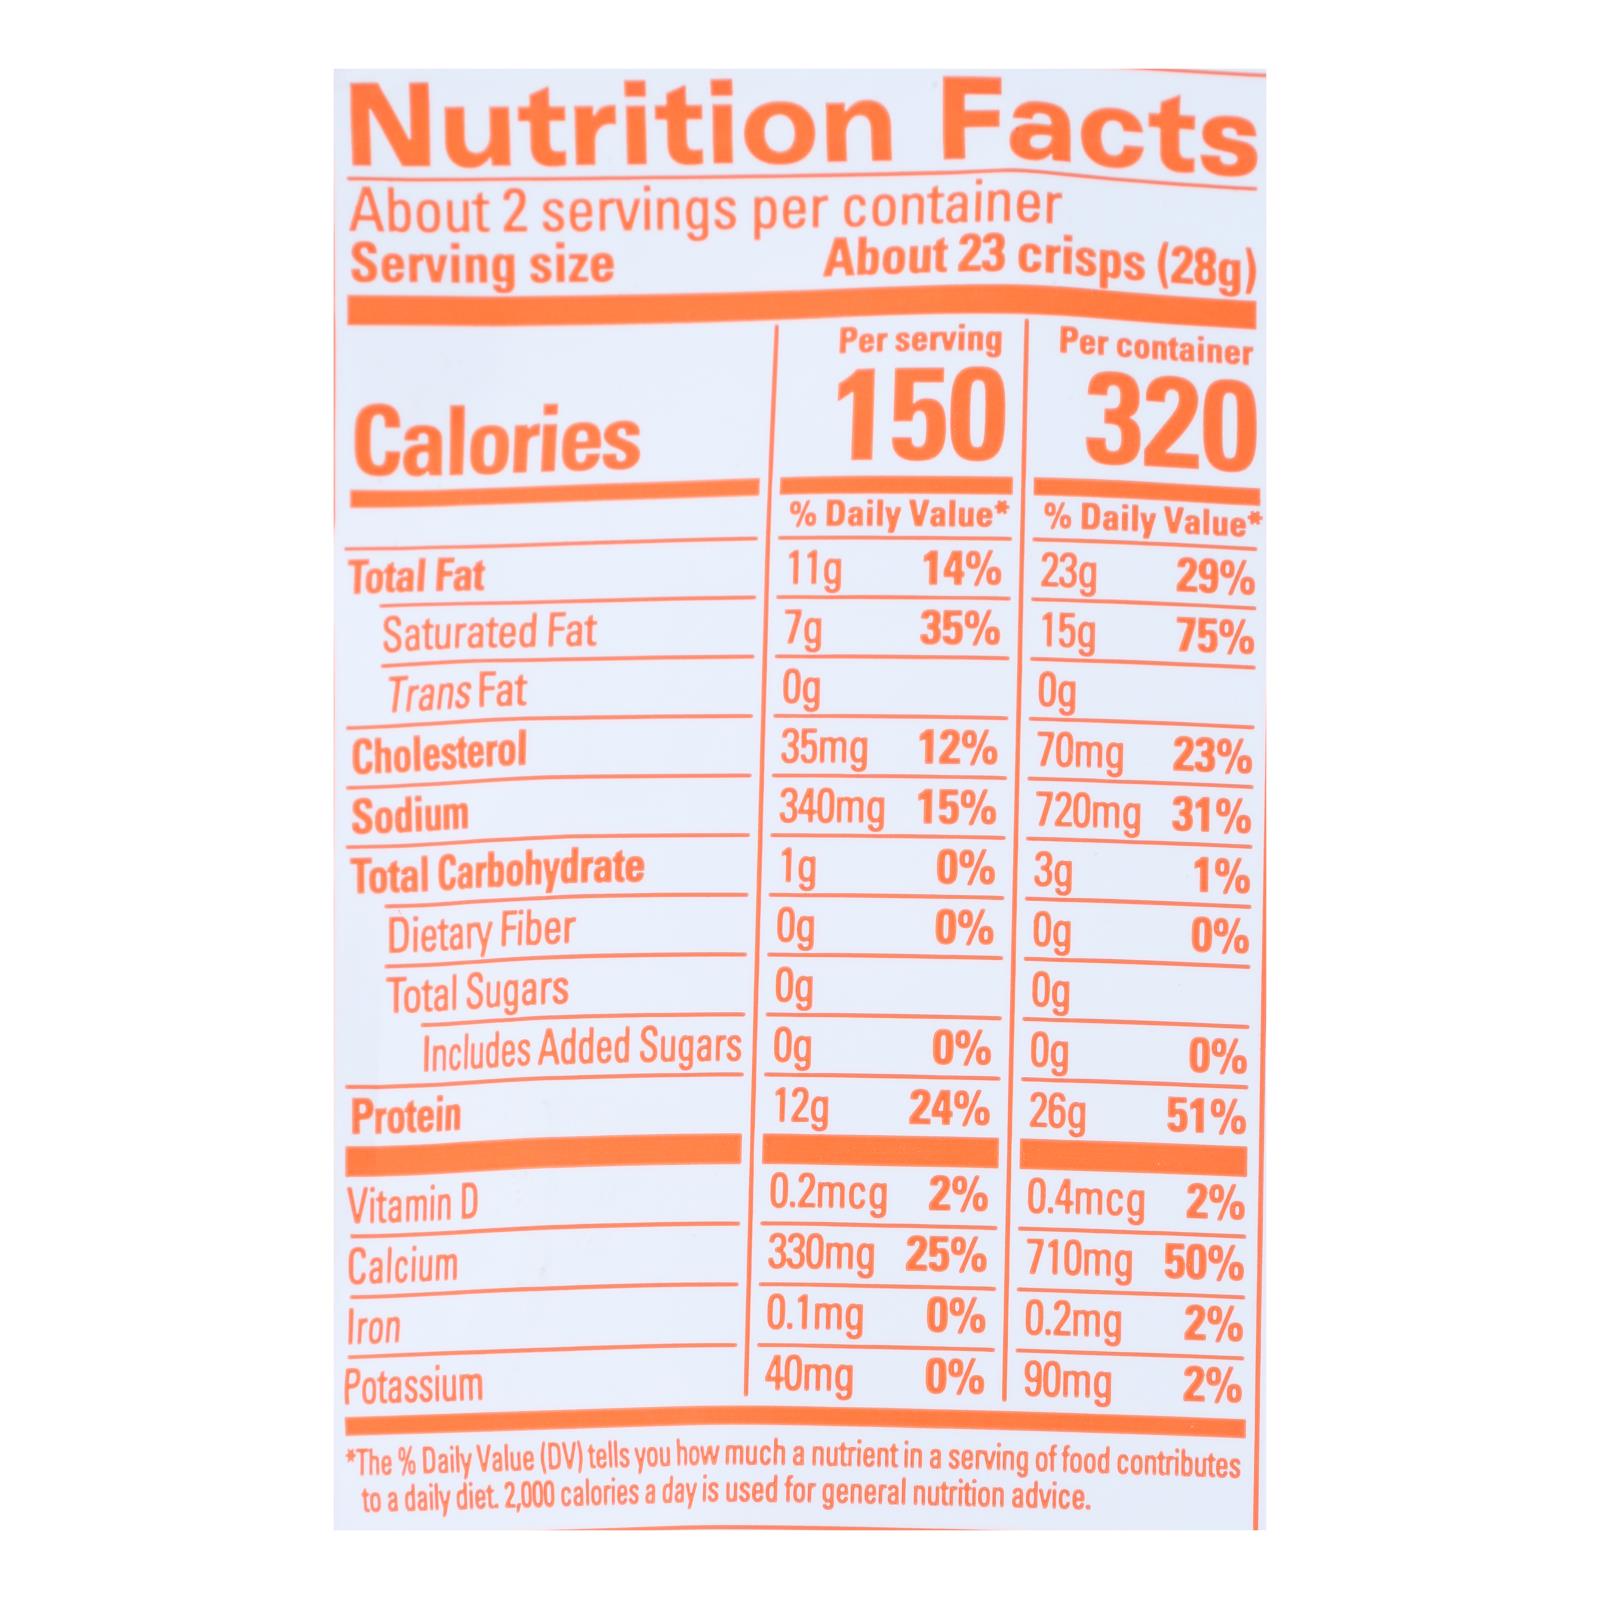 Nutrition Facts
About 2 servings per container
Serving size About 23 crisps (28g)
Per serving Per container
Calories 150 320
% Daily Value* % Daily Value*
Total Fat 11g 14% 23g 29%
Saturated Fat 7g 35% 15g 75%
Trans Fat 0g 0g
Cholesterol 35mg 12% 70mg 23%
Sodium 340mg 15% 720mg 31%
Total Carbohydrate 1g 0% 3g 1%
Dietary Fiber 0g 0% 0g 0%
Total Sugars 0g 0g
Includes Added Sugars 0g 0% 0g 0%
Protein 12g 24% 26g 51%
Vitamin D 0.2mcg 2% 0.4mcg 2%
Calcium 330mg 25% 710mg 50%
Iron 0.1mg 0% 0.2mg 2%
Potassium 40mg 0% 90mg 2%
*The % Daily Value (DV) tells you how much a nutrient in a serving of food contributes
to a daily diet. 2,000 calories a day is used for general nutrition advice.